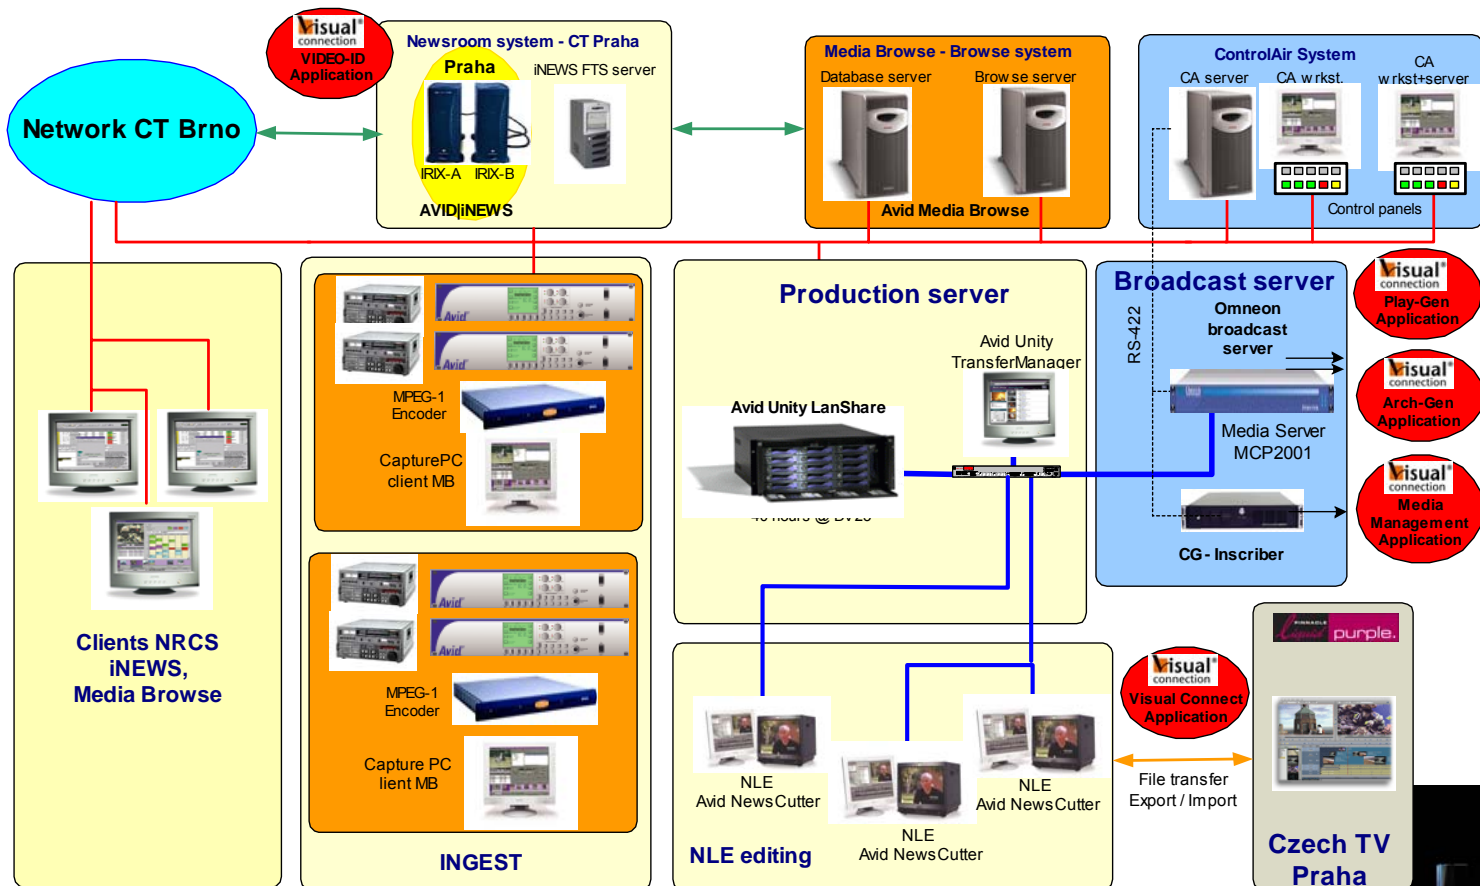 Visual®
connection
VIDEO-ID
Application
Newsroom system - CT Praha
Praha
iNEWS FTS server
IRIX-A IRIX-B
AVID|iNEWS
Media Browse - Browse system
Database server
Browse server
Avid Media Browse
ControlAir System
CA server
CA wrkst.
CA
wrkst+server
Control panels
Network CT Brno
Clients NRCS
iNEWS,
Media Browse
Avid
Avid
MPEG-1
Encoder
CapturePC
client MB
Avid
Avid
MPEG-1
Encoder
Capture PC
lient MB
INGEST
Production server
Avid Unity
TransferManager
Avid Unity LanShare
Broadcast server
RS-422
Omneon
broadcast
server
Media Server
MCP2001
CG - Inscriber
Visual®
connection
Play-Gen
Application
Visual®
connection
Arch-Gen
Application
Visual®
connection
Media
Management
Application
NLE
Avid NewsCutter
NLE
Avid NewsCutter
NLE
Avid NewsCutter
NLE editing
Visual®
connection
Visual Connect
Application
File transfer
Export / Import
PINNACLE
Liquid purple.
Czech TV
Praha